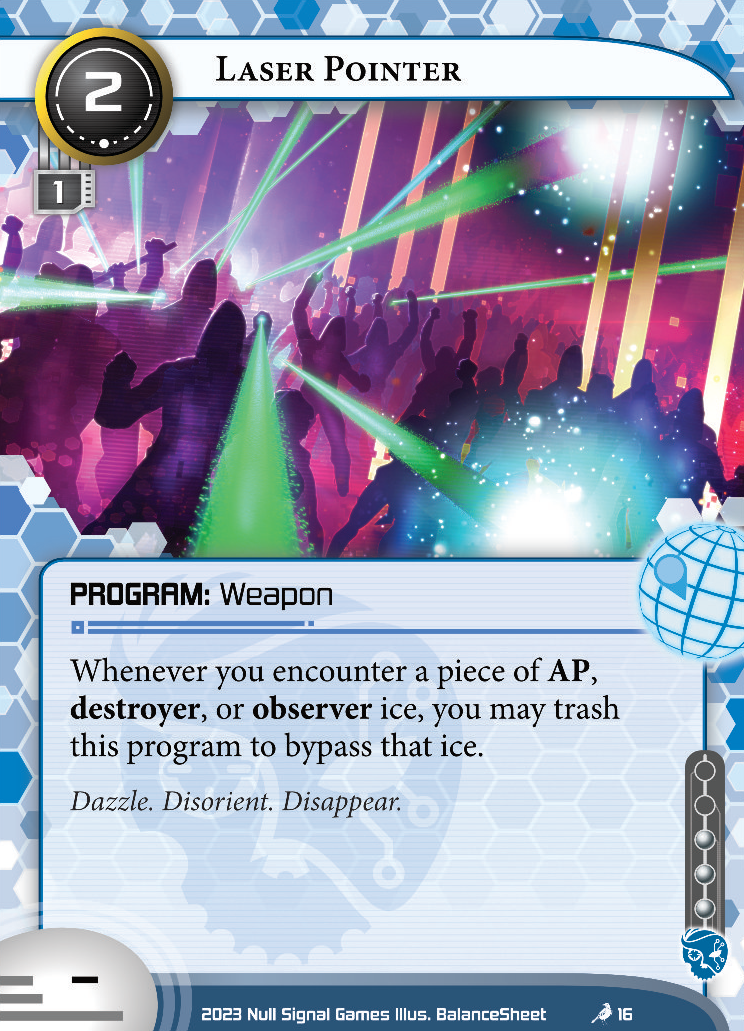 2
LASER POINTER
1
PROGRAM: Weapon
Whenever you encounter a piece of AP,
destroyer, or observer ice, you may trash
this program to bypass that ice.
Dazzle. Disorient. Disappear.
-
2023 Null Signal Games Illus. BalanceSheet 16